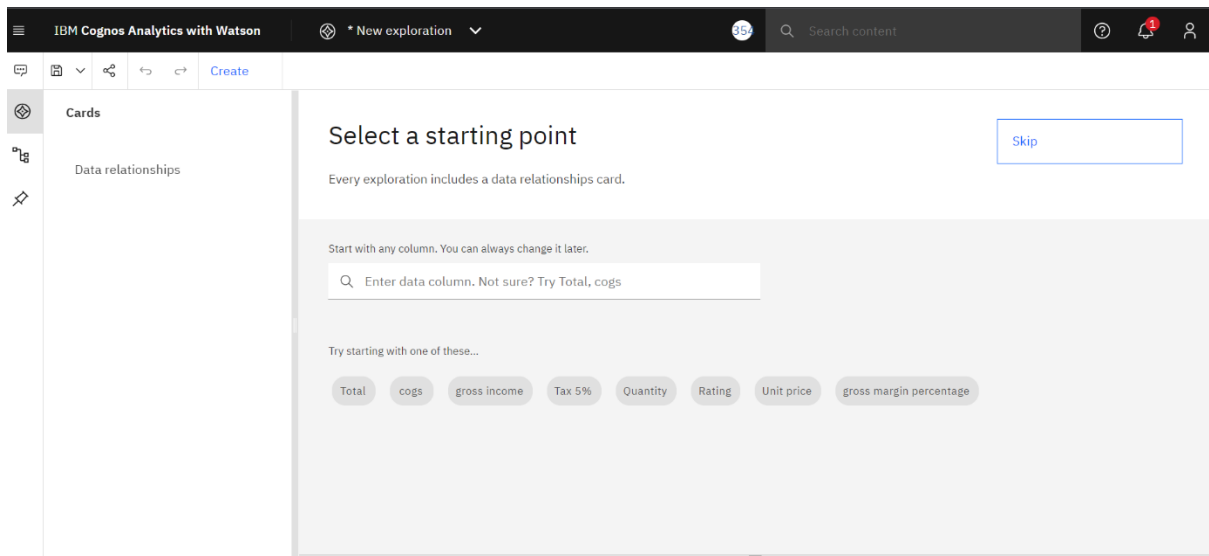 IBM Cognos Analytics with Watson
* New exploration
354
Search content
1
Create
Cards
Data relationships
Select a starting point
Skip
Every exploration includes a data relationships card.
Start with any column. You can always change it later.
Enter data column. Not sure? Try Total, cogs
Try starting with one of these...
Total cogs gross income Tax 5% Quantity Rating Unit price gross margin percentage